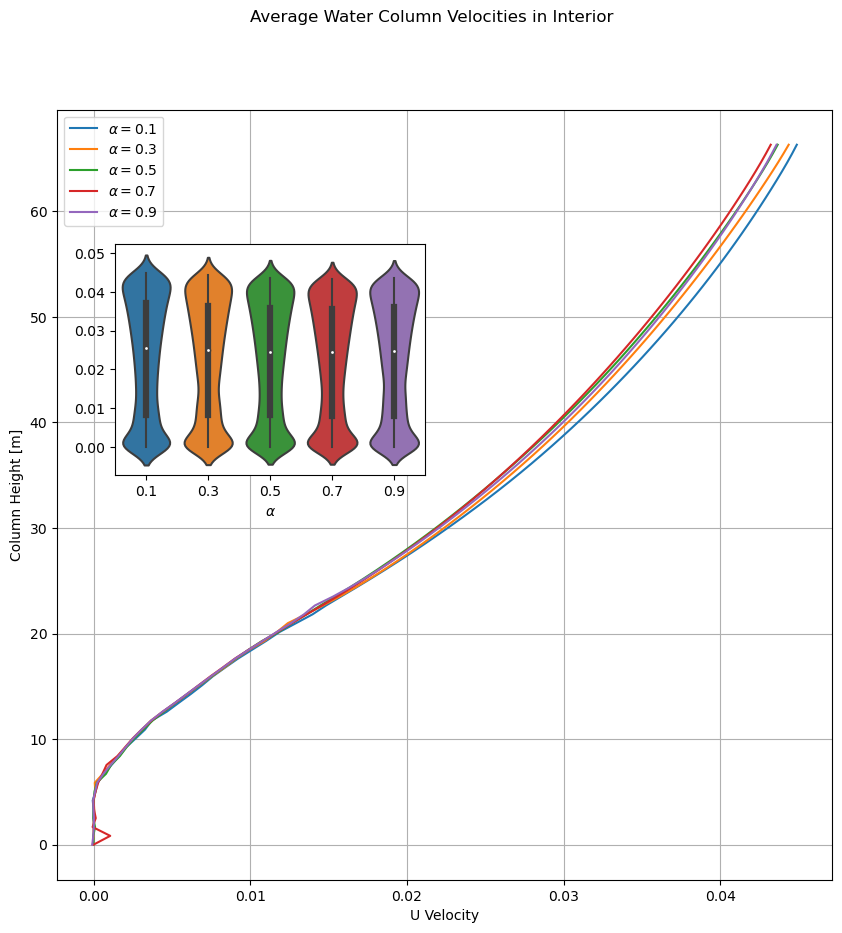 Average Water Column Velocities in Interior
α = 0.1
α = 0.3
α = 0.5
α = 0.7
α = 0.9
0.05
0.04
0.03
0.02
0.01
0.00
0.1 0.3 0.5 0.7 0.9
α
60
50
40
30
20
10
0
Column Height [m]
0.00 0.01 0.02 0.03 0.04
U Velocity